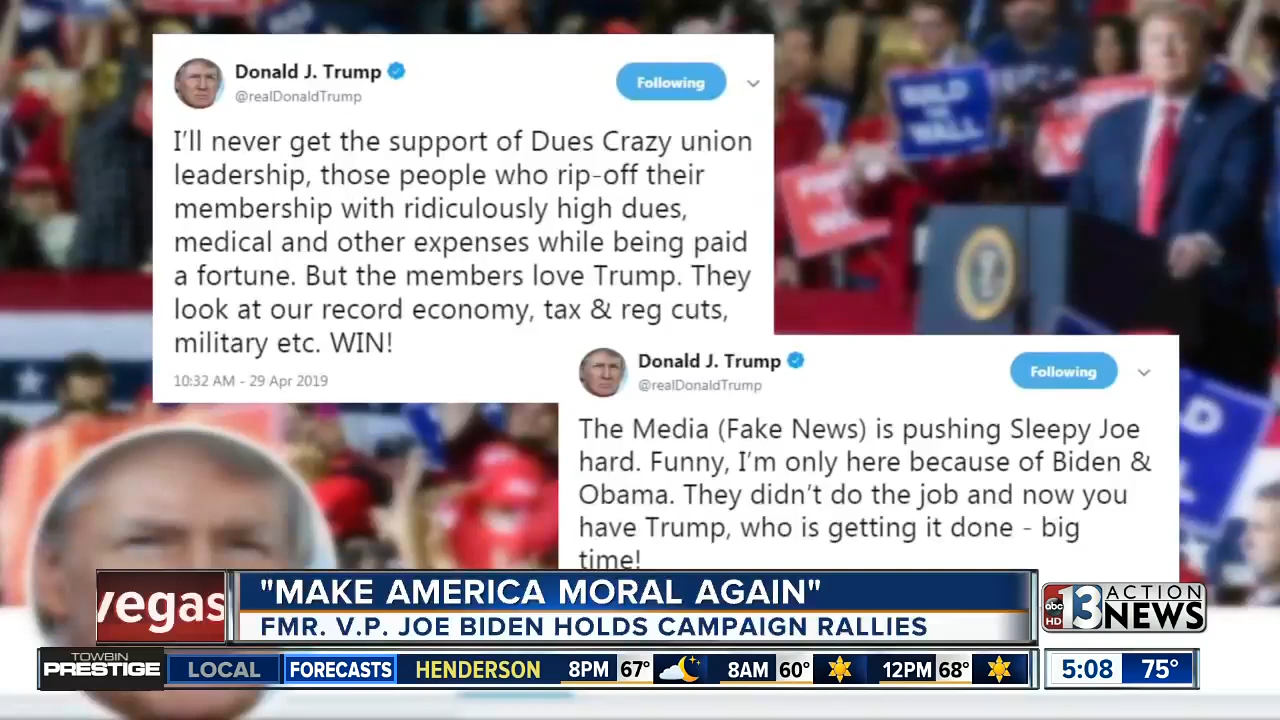 Donald J. Trump
@realDonaldTrump
Following
I'll never get the support of Dues Crazy union
leadership, those people who rip-off their
membership with ridiculously high dues,
medical and other expenses while being paid
a fortune. But the members love Trump. They
look at our record economy, tax & reg cuts,
military etc. WIN!
10:32 AM - 29 Apr 2019
BUILD
THE
WALL
Donald J. Trump
@realDonaldTrump
Following
The Media (Fake News) is pushing Sleepy Joe
hard. Funny, I'm only here because of Biden &
Obama. They didn't do the job and now you
have Trump, who is getting it done - big
time!
vegas
"MAKE AMERICA MORAL AGAIN"
FMR. V.P. JOE BIDEN HOLDS CAMPAIGN RALLIES
abc
HD
13 ACTION
NEWS
TOWBIN
PRESTIGE
LOCAL
FORECASTS
HENDERSON
8PM 67°
8AM 60°
12PM 68°
5:08
75°